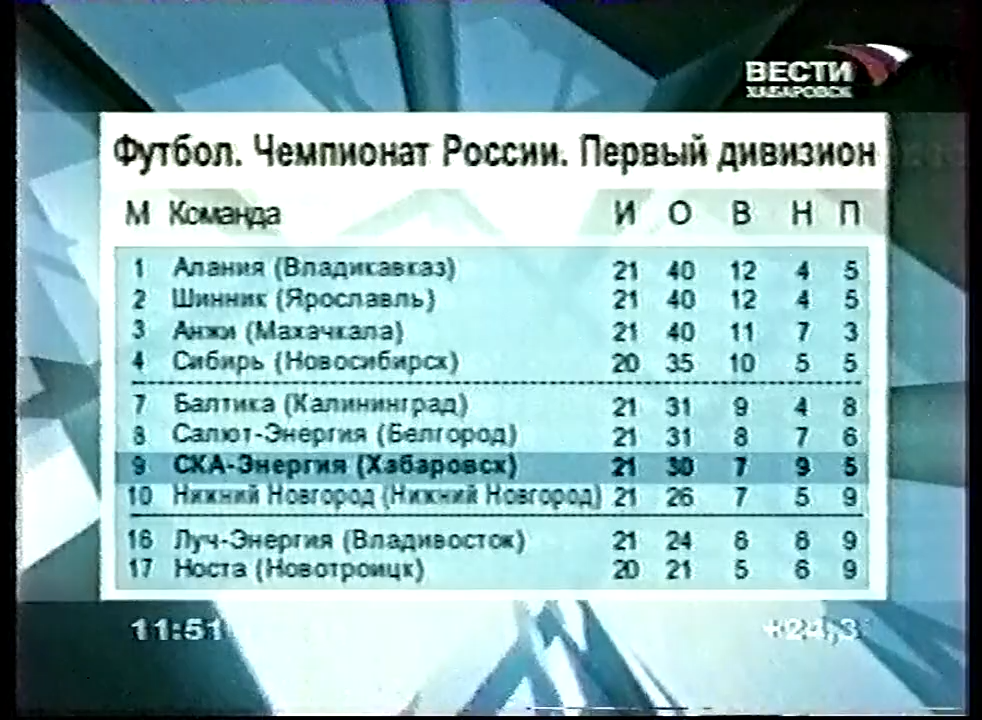 ВЕСТИ
ХАБАРОВСК
Футбол. Чемпионат России. Первый дивизион
М Команда И О В Н П
1 Алания (Владикавказ) 21 40 12 4 5
2 Шинник (Ярославль) 21 40 12 4 5
3 Анжи (Махачкала) 21 40 11 7 3
4 Сибирь (Новосибирск) 20 35 10 5 5
7 Балтика (Калининград) 21 31 9 4 8
8 Салют-Энергия (Белгород) 21 31 8 7 6
9 СКА-Энергия (Хабаровск) 21 30 7 9 5
10 Нижний Новгород (Нижний Новгород) 21 26 7 5 9
16 Луч-Энергия (Владивосток) 21 24 6 6 9
17 Носта (Новотроицк) 20 21 5 6 9
11:51 +24,3